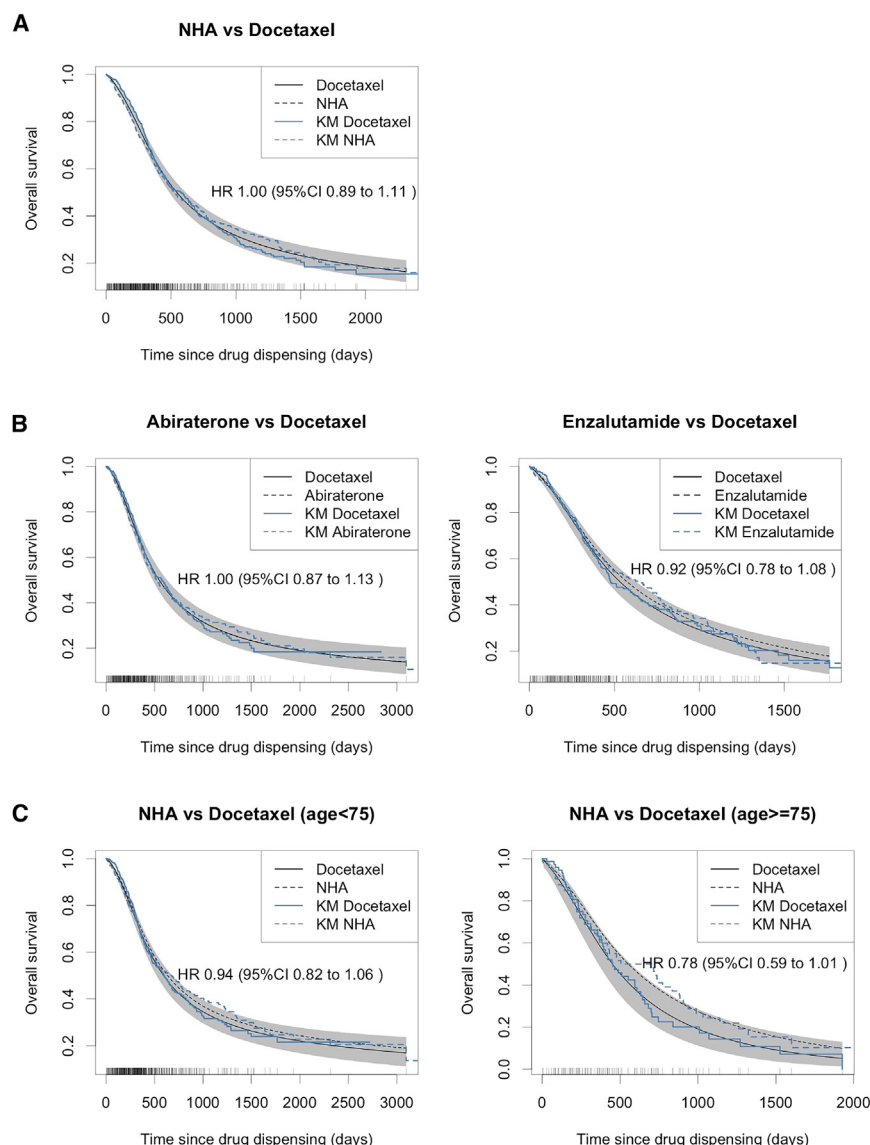 A
NHA vs Docetaxel
Overall survival
1.0
0.8
0.6
0.4
0.2
Docetaxel
NHA
KM Docetaxel
KM NHA
HR 1.00 (95%CI 0.89 to 1.11 )
0 500 1000 1500 2000
Time since drug dispensing (days)
B
Abiraterone vs Docetaxel
Overall survival
1.0
0.8
0.6
0.4
0.2
Docetaxel
Abiraterone
KM Docetaxel
KM Abiraterone
HR 1.00 (95%CI 0.87 to 1.13 )
0 500 1000 1500 2000 3000
Time since drug dispensing (days)
Enzalutamide vs Docetaxel
Overall survival
1.0
0.8
0.6
0.4
0.2
Docetaxel
Enzalutamide
KM Docetaxel
KM Enzalutamide
HR 0.92 (95%CI 0.78 to 1.08 )
0 500 1000 1500
Time since drug dispensing (days)
C
NHA vs Docetaxel (age<75)
Overall survival
1.0
0.8
0.6
0.4
0.2
Docetaxel
NHA
KM Docetaxel
KM NHA
HR 0.94 (95%CI 0.82 to 1.06 )
0 500 1000 1500 2000 3000
Time since drug dispensing (days)
NHA vs Docetaxel (age>=75)
Overall survival
1.0
0.8
0.6
0.4
0.2
0.0
Docetaxel
NHA
KM Docetaxel
KM NHA
HR 0.78 (95%CI 0.59 to 1.01 )
0 500 1000 1500 2000
Time since drug dispensing (days)